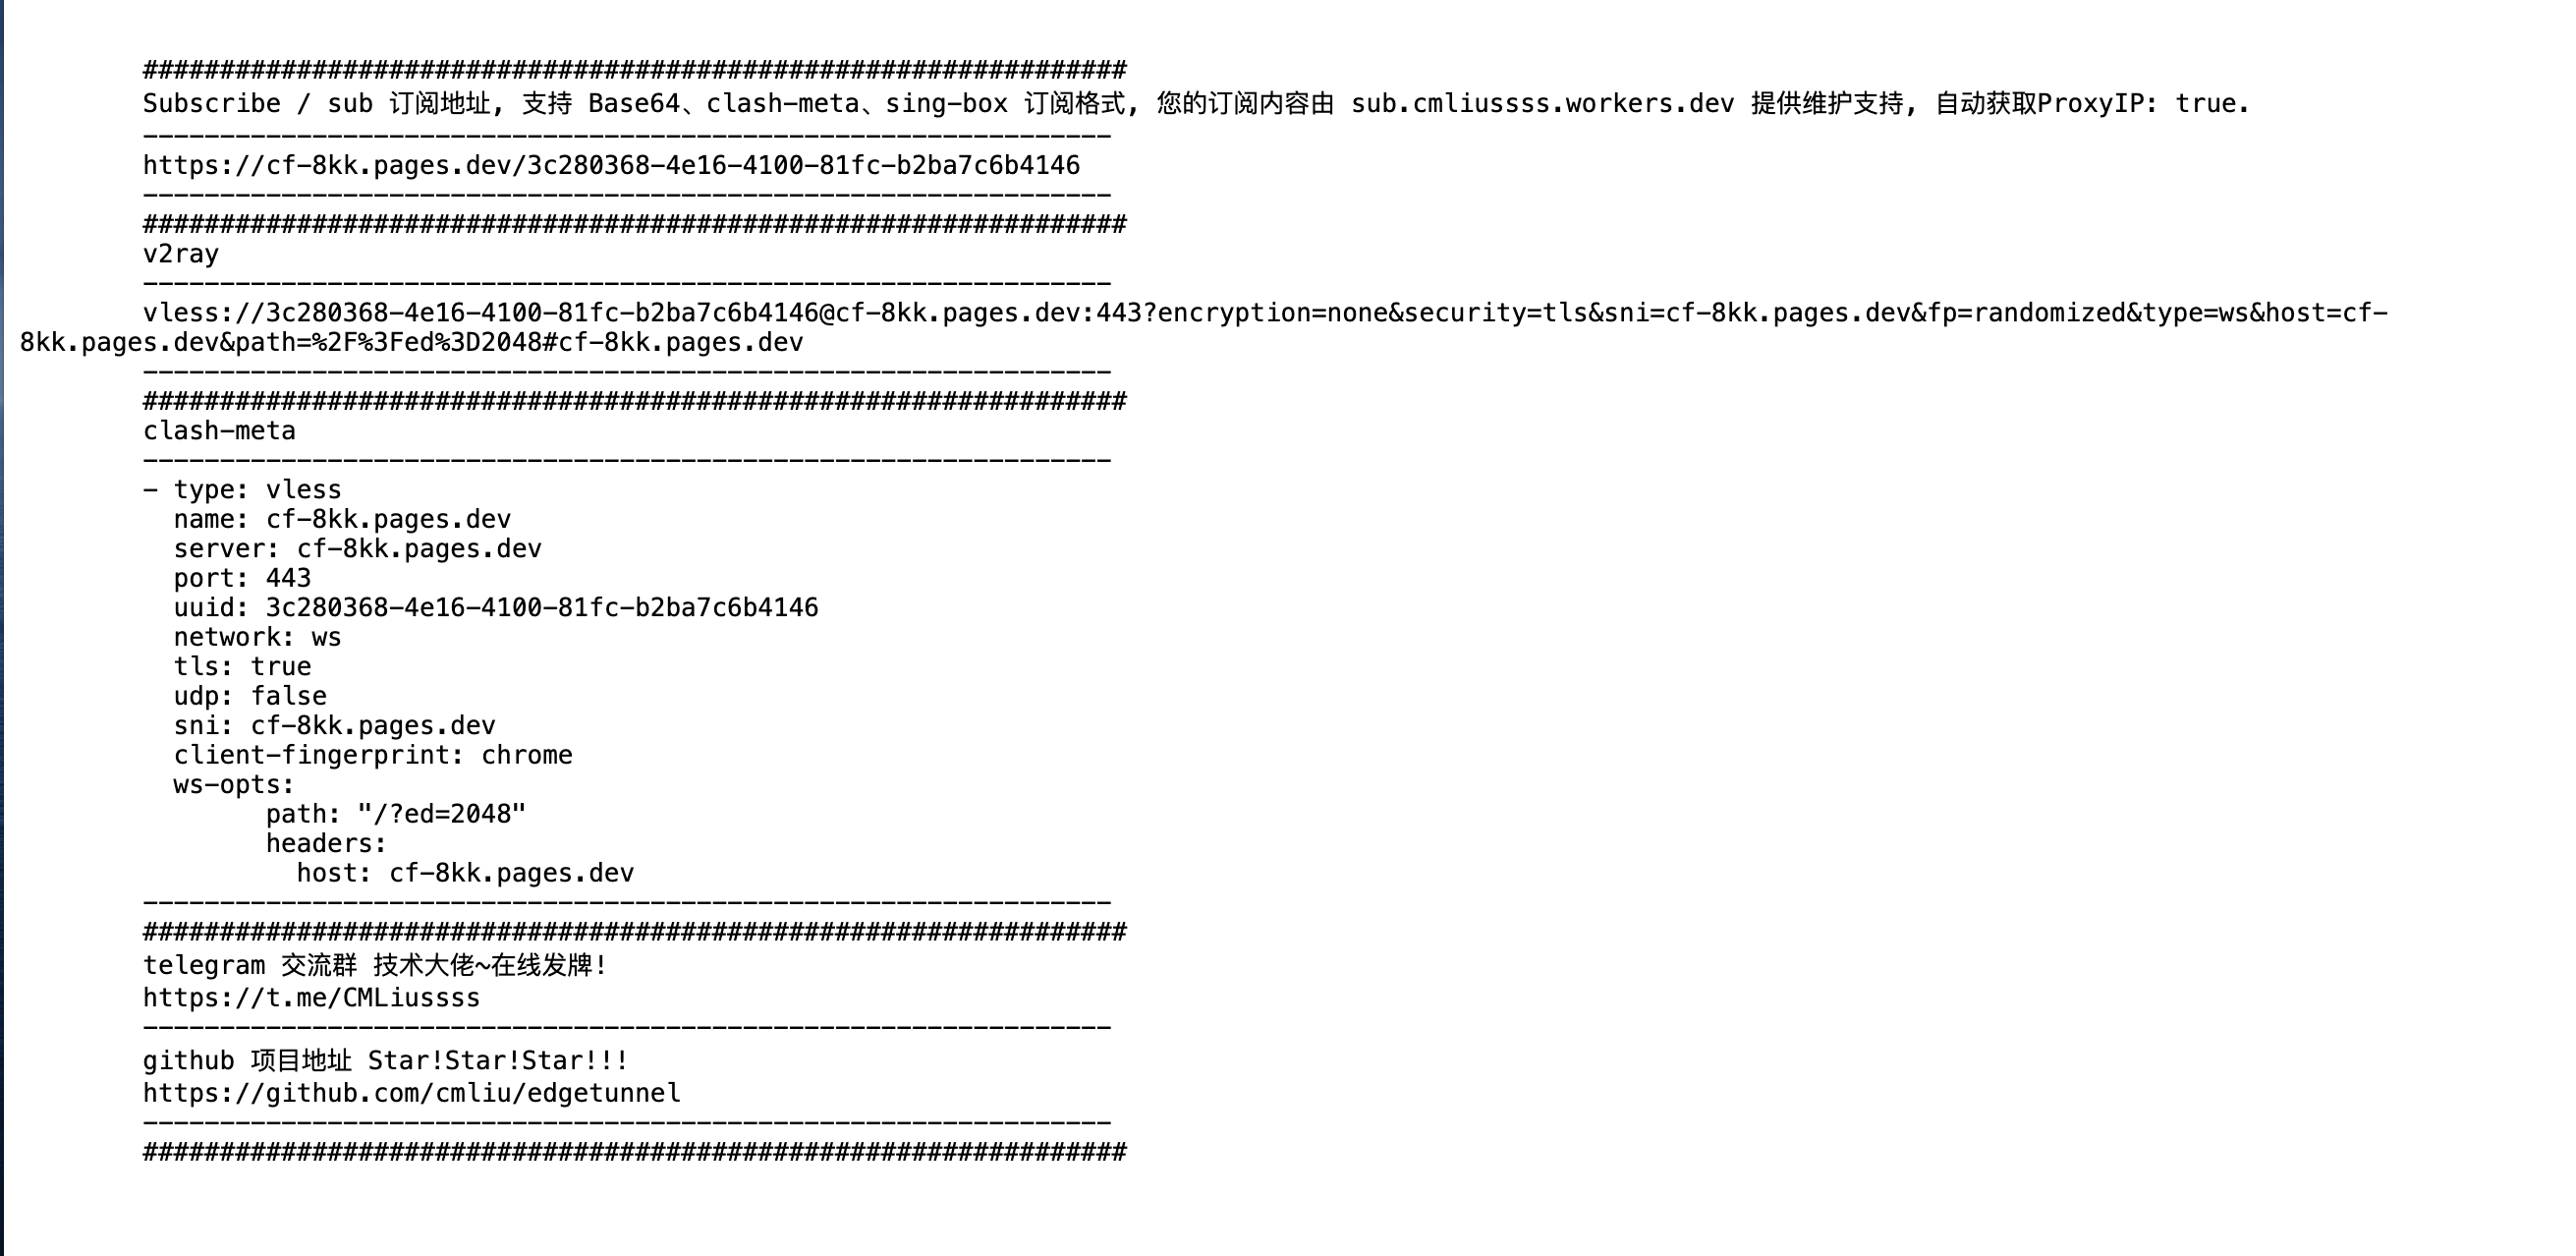 ################################################################
Subscribe / sub 订阅地址, 支持 Base64、clash-meta、sing-box 订阅格式, 您的订阅内容由 sub.cmliussss.workers.dev 提供维护支持, 自动获取ProxyIP: true.
---------------------------------------------------------------
https://cf-8kk.pages.dev/3c280368-4e16-4100-81fc-b2ba7c6b4146
---------------------------------------------------------------
################################################################
v2ray
---------------------------------------------------------------
vless://3c280368-4e16-4100-81fc-b2ba7c6b4146@cf-8kk.pages.dev:443?encryption=none&security=tls&sni=cf-8kk.pages.dev&fp=randomized&type=ws&host=cf-
8kk.pages.dev&path=%2F%3Fed%3D2048#cf-8kk.pages.dev
---------------------------------------------------------------
################################################################
clash-meta
---------------------------------------------------------------
- type: vless
  name: cf-8kk.pages.dev
  server: cf-8kk.pages.dev
  port: 443
  uuid: 3c280368-4e16-4100-81fc-b2ba7c6b4146
  network: ws
  tls: true
  udp: false
  sni: cf-8kk.pages.dev
  client-fingerprint: chrome
  ws-opts:
        path: "/?ed=2048"
        headers:
          host: cf-8kk.pages.dev
---------------------------------------------------------------
################################################################
telegram 交流群 技术大佬~在线发牌!
https://t.me/CMLiussss
---------------------------------------------------------------
github 项目地址 Star!Star!Star!!!
https://github.com/cmliu/edgetunnel
---------------------------------------------------------------
################################################################